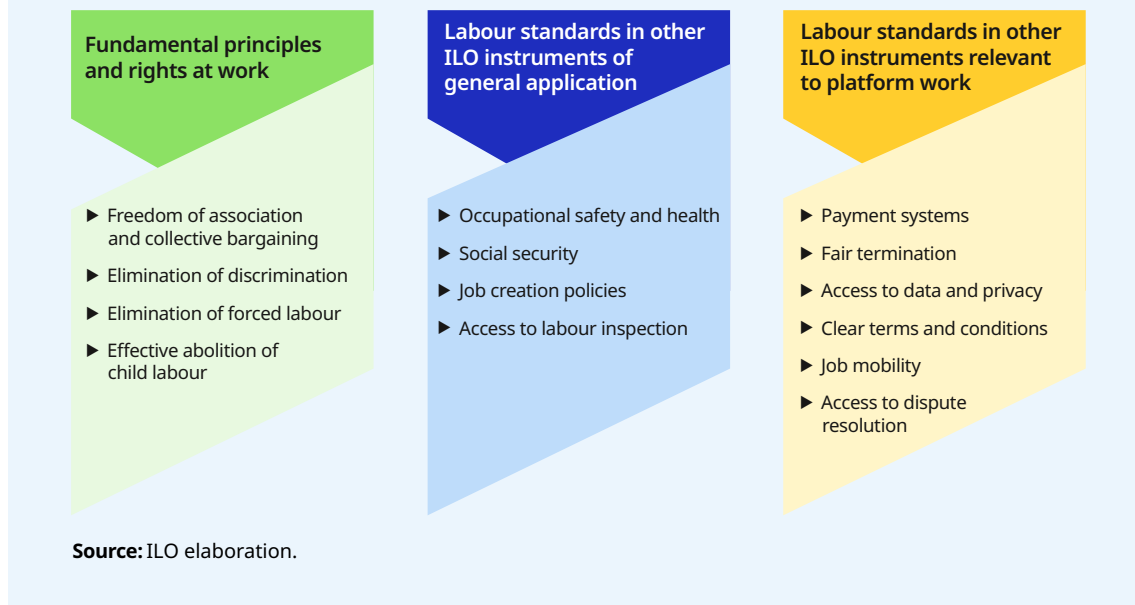 Fundamental principles
and rights at work
▶ Freedom of association
and collective bargaining
▶ Elimination of discrimination
▶ Elimination of forced labour
▶ Effective abolition of
child labour
Labour standards in other
ILO instruments of
general application
▶ Occupational safety and health
▶ Social security
▶ Job creation policies
▶ Access to labour inspection
Labour standards in other
ILO instruments relevant
to platform work
▶ Payment systems
▶ Fair termination
▶ Access to data and privacy
▶ Clear terms and conditions
▶ Job mobility
▶ Access to dispute
resolution
Source: ILO elaboration.